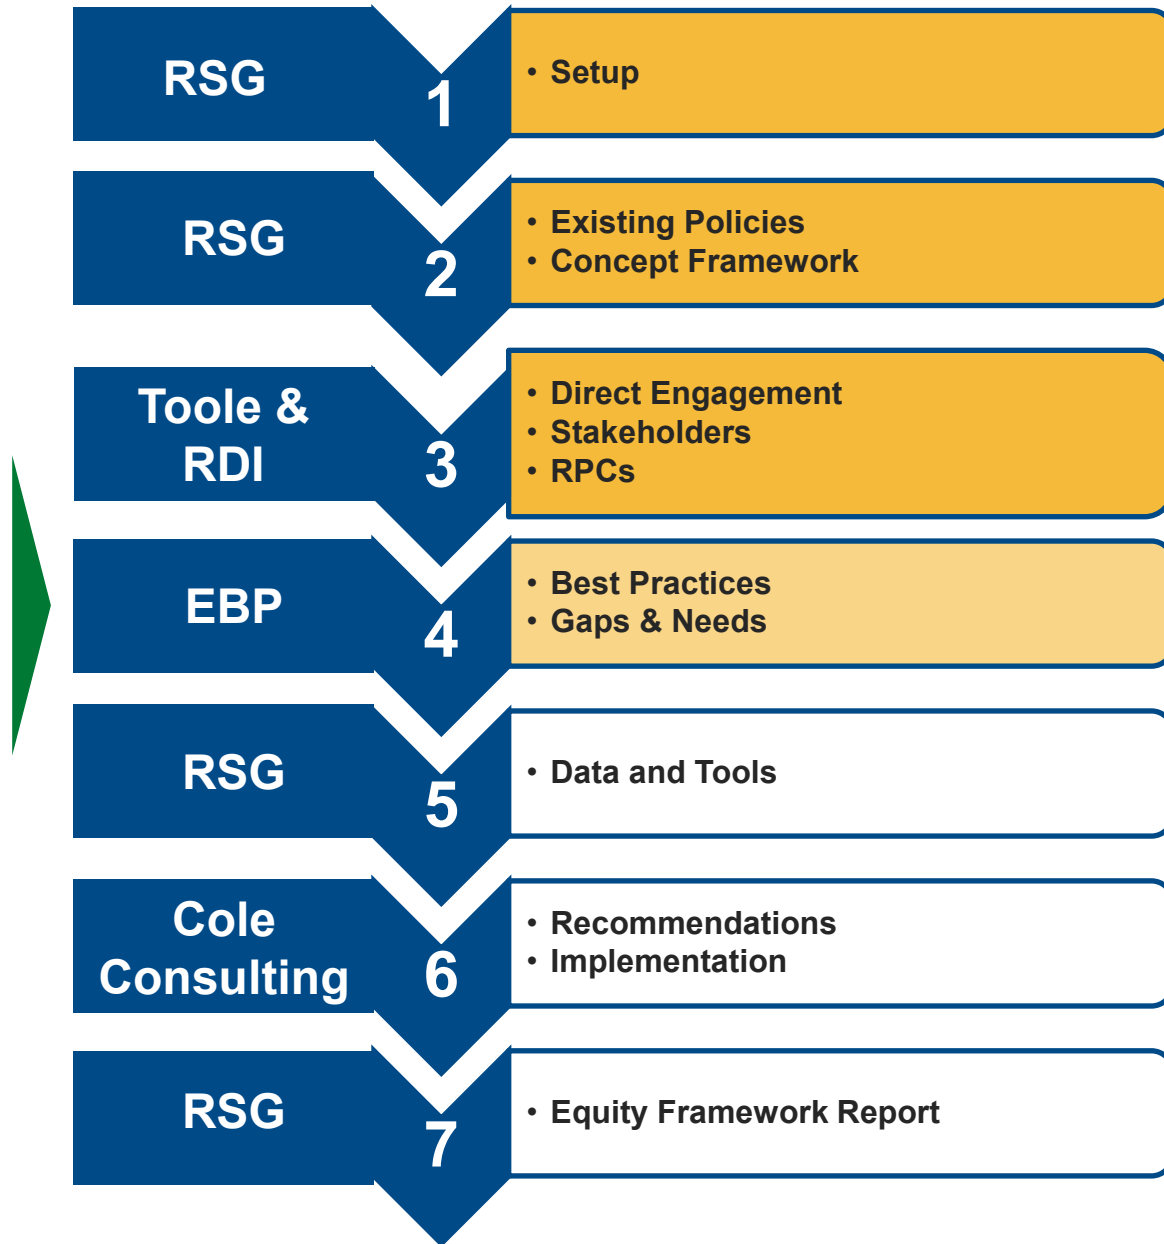 RSG
1
• Setup
RSG
2
• Existing Policies
• Concept Framework
Toole &
RDI
3
• Direct Engagement
• Stakeholders
• RPCs
EBP
4
• Best Practices
• Gaps & Needs
RSG
5
• Data and Tools
Cole
Consulting
6
• Recommendations
• Implementation
RSG
7
• Equity Framework Report